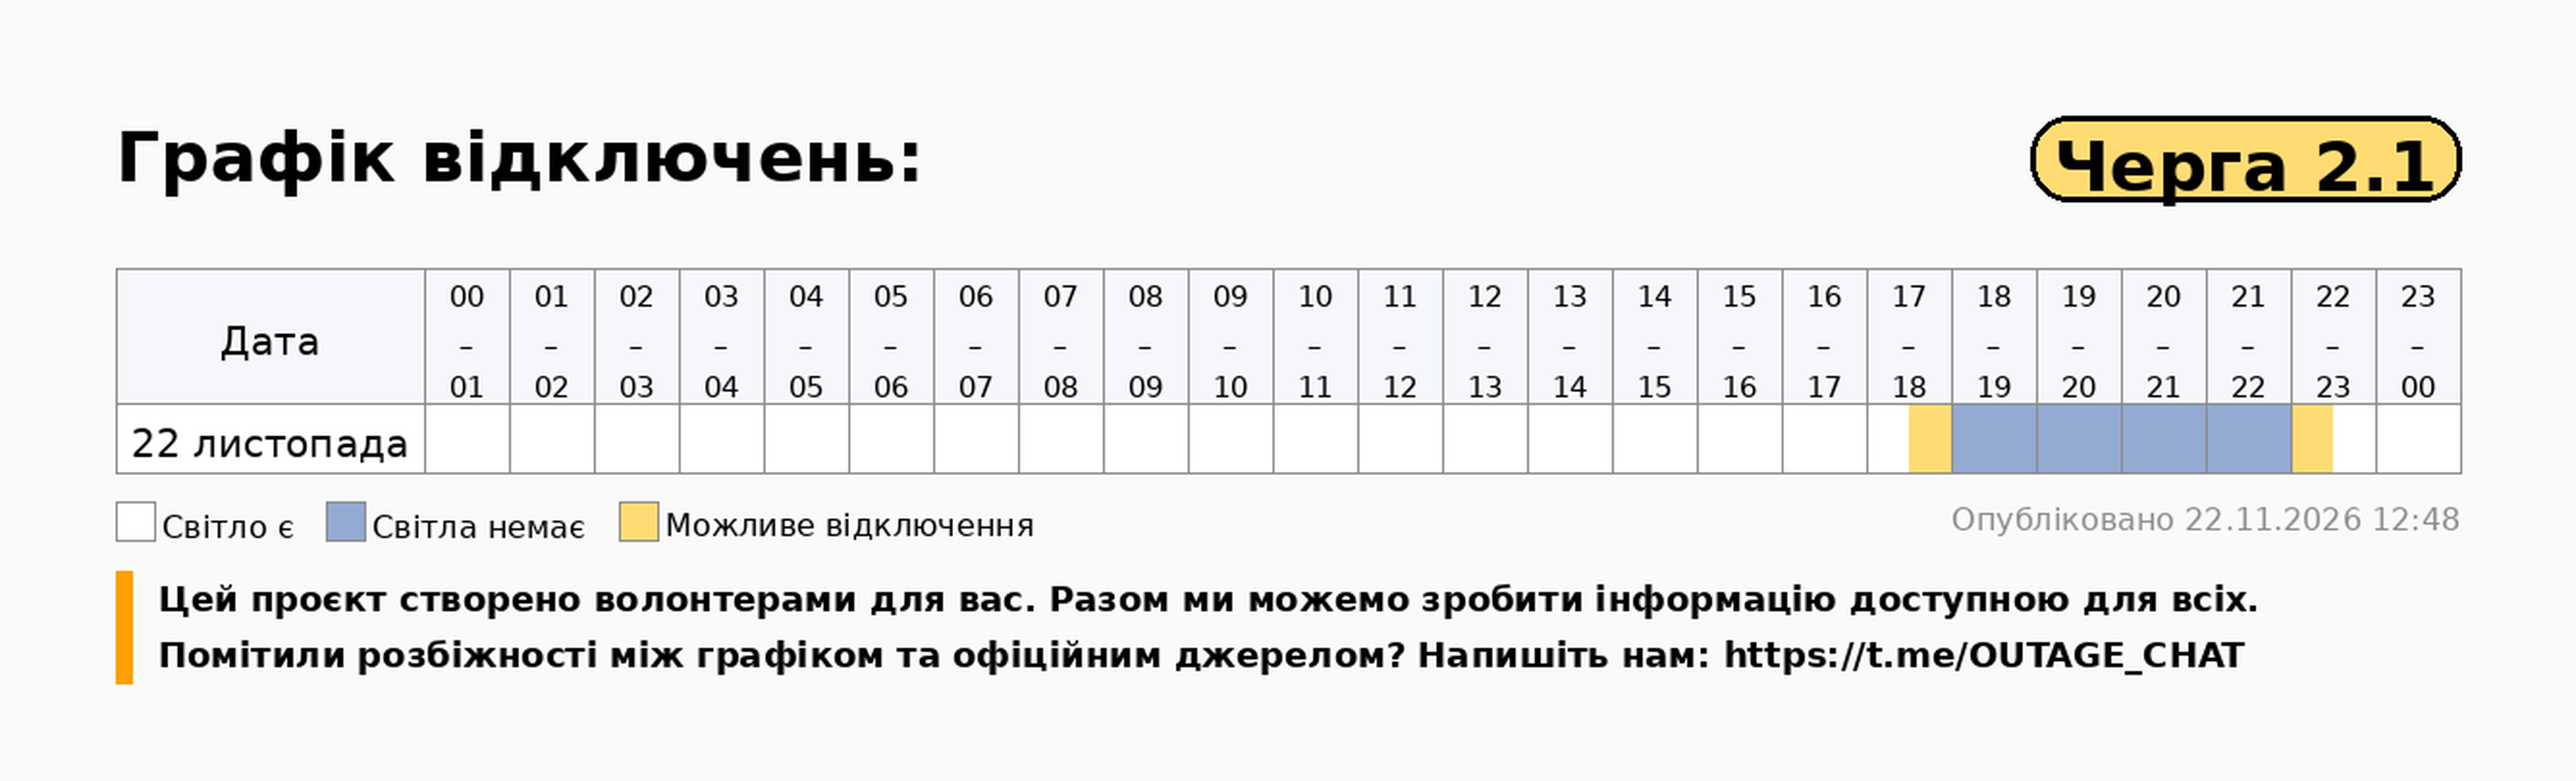 Графік відключень:
Черга 2.1
Дата 00 – 01 01 – 02 02 – 03 03 – 04 04 – 05 05 – 06 06 – 07 07 – 08 08 – 09 09 – 10 10 – 11 11 – 12 12 – 13 13 – 14 14 – 15 15 – 16 16 – 17 17 – 18 18 – 19 19 – 20 20 – 21 21 – 22 22 – 23 23 – 00
22 листопада
Світло є Світла немає Можливе відключення
Опубліковано 22.11.2026 12:48
Цей проєкт створено волонтерами для вас. Разом ми можемо зробити інформацію доступною для всіх.
Помітили розбіжності між графіком та офіційним джерелом? Напишіть нам: https://t.me/OUTAGE_CHAT